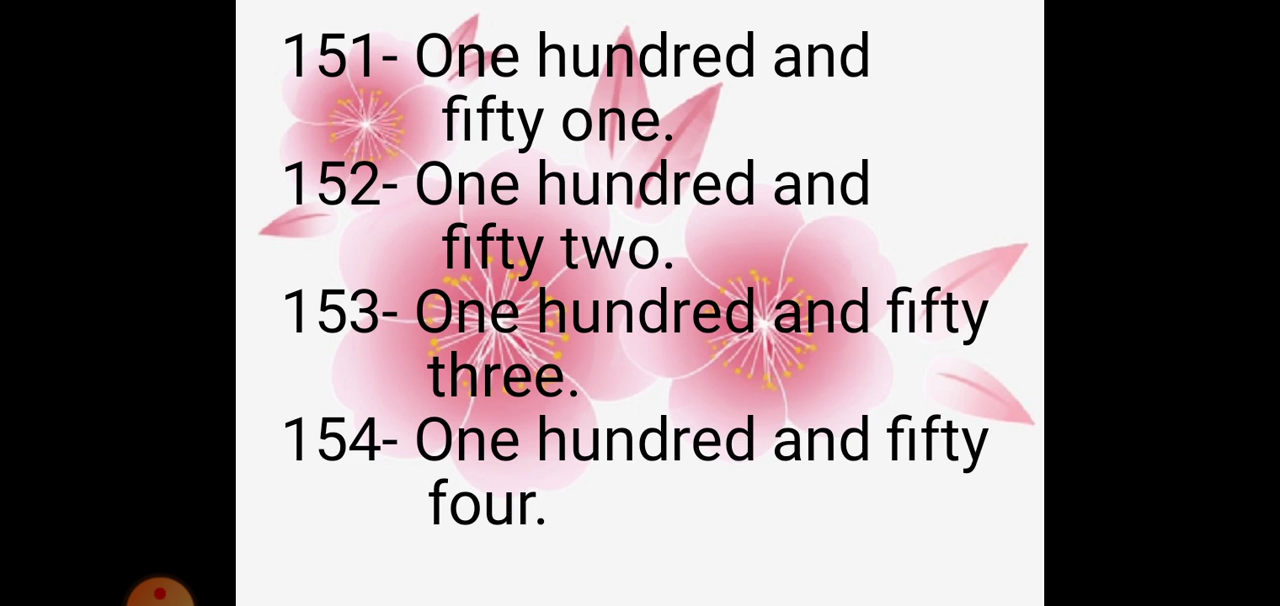 151- One hundred and
fifty one.
152- One hundred and
fifty two.
153- One hundred and fifty
three.
154- One hundred and fifty
four.